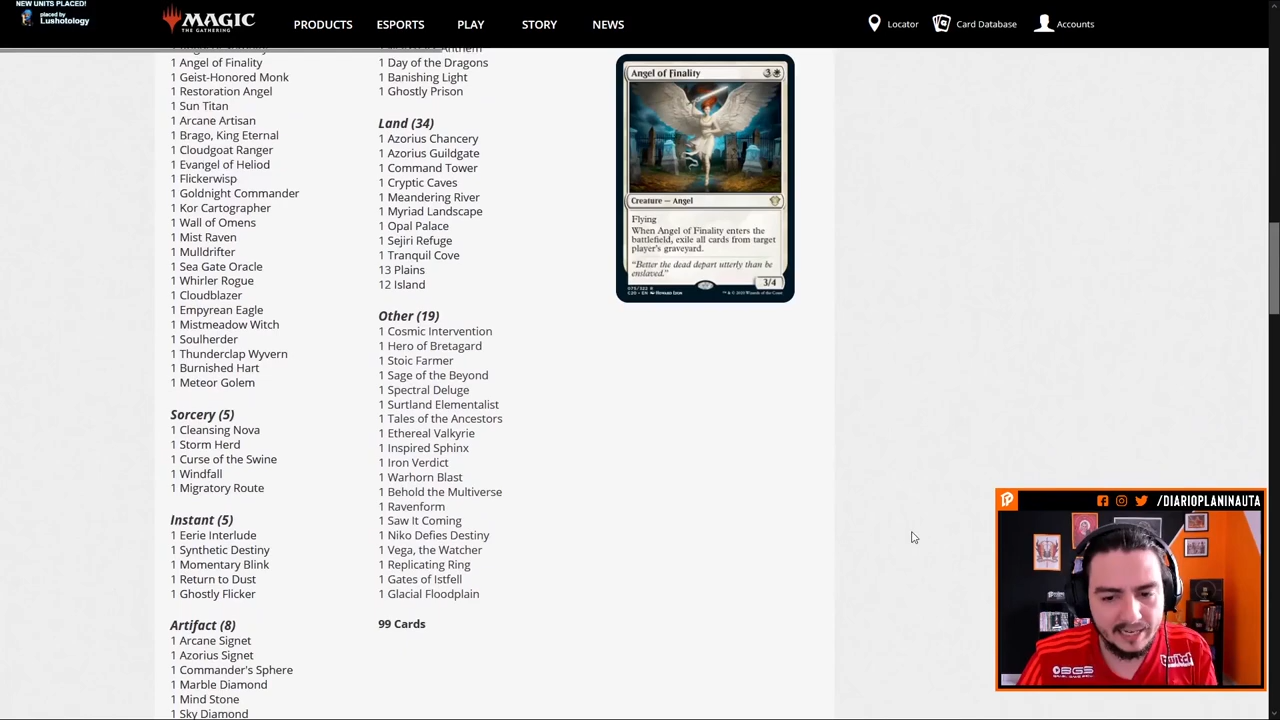 NEW UNITS PLACED!
placed by
Lushotology
MAGIC
THE GATHERING
PRODUCTS
ESPORTS
PLAY
STORY
NEWS
Locator
Card Database
Accounts
1 Angel of Finality
1 Geist-Honored Monk
1 Restoration Angel
1 Sun Titan
1 Arcane Artisan
1 Brago, King Eternal
1 Cloudgoat Ranger
1 Evangel of Heliod
1 Flickerwisp
1 Goldnight Commander
1 Kor Cartographer
1 Wall of Omens
1 Mist Raven
1 Mulldrifter
1 Sea Gate Oracle
1 Whirler Rogue
1 Cloudblazer
1 Empyrean Eagle
1 Mistmeadow Witch
1 Soulherder
1 Thunderclap Wyvern
1 Burnished Hart
1 Meteor Golem
Sorcery (5)
1 Cleansing Nova
1 Storm Herd
1 Curse of the Swine
1 Windfall
1 Migratory Route
Instant (5)
1 Eerie Interlude
1 Synthetic Destiny
1 Momentary Blink
1 Return to Dust
1 Ghostly Flicker
Artifact (8)
1 Arcane Signet
1 Azorius Signet
1 Commander's Sphere
1 Marble Diamond
1 Mind Stone
1 Sky Diamond
Anthem
1 Day of the Dragons
1 Banishing Light
1 Ghostly Prison
Land (34)
1 Azorius Chancery
1 Azorius Guildgate
1 Command Tower
1 Cryptic Caves
1 Meandering River
1 Myriad Landscape
1 Opal Palace
1 Sejiri Refuge
1 Tranquil Cove
13 Plains
12 Island
Other (19)
1 Cosmic Intervention
1 Hero of Bretagard
1 Stoic Farmer
1 Sage of the Beyond
1 Spectral Deluge
1 Surtland Elementalist
1 Tales of the Ancestors
1 Ethereal Valkyrie
1 Inspired Sphinx
1 Iron Verdict
1 Warhorn Blast
1 Behold the Multiverse
1 Ravenform
1 Saw It Coming
1 Niko Defies Destiny
1 Vega, the Watcher
1 Replicating Ring
1 Gates of Istfell
1 Glacial Floodplain
99 Cards
Angel of Finality 3
Creature — Angel
Flying
When Angel of Finality enters the
battlefield, exile all cards from target
player's graveyard.
"Better the dead depart utterly than be
enslaved."
3/4
/DIARIOPLANINAUTA
BGS
twitch